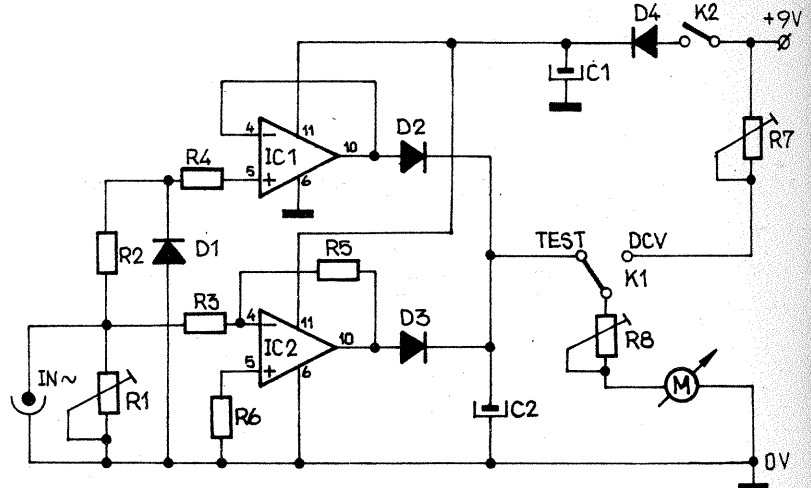 D4
K2
+9V
C1
4
−
11
IC1
10
D2
R4
5
+
6
R7
R2
D1
R5
TEST
DCV
K1
R3
4
−
11
IC2
10
D3
R8
5
+
6
IN~
R1
R6
C2
M
0V